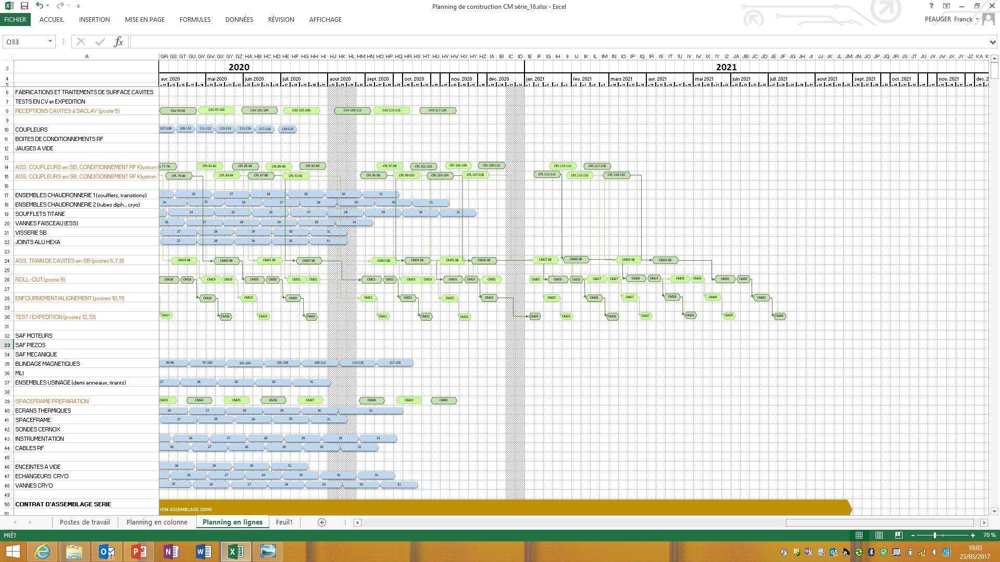 Planning de construction CM série_16.xlsx - Excel
FICHIER ACCUEIL INSERTION MISE EN PAGE FORMULES DONNÉES RÉVISION AFFICHAGE PEAUGER Franck
O33
A GR GS GT GU GV GW GX GY GZ HA HB HC HD HE HF HG HH HI HJ HK HL HM HN HO HP HQ HR HS HT HU HV HW HX HY HZ IA IB IC ID IE IF IG IH II IJ IK IL IM IN IO IP IQ IR IS IT IU IV IW IX IY IZ JA JB JC JD JE JF JG JH JI JJ JK JL JM JN JO JP JQ JR JS JT JU JV JW JX JY JZ KA K
3 2020 2021
4 avr. 2020 mai 2020 juin 2020 juil. 2020 aout 2020 sept. 2020 oct. 2020 nov. 2020 dec. 2020 janv. 2021 fev. 2021 mars 2021 avr. 2021 mai 2021 juin 2021 juil. 2021 aout 2021 sept. 2021 oct. 2021 nov. 2021 dec. 2
5
6 FABRICATIONS ET TRAITEMENTS DE SURFACE CAVITES
7 TESTS EN CV et EXPEDITION
8 RECEPTIONS CAVITES à SACLAY (poste 5) CAV 93-96 CAV 97-100 CAV 101-104 CAV 105-108 CAV 109-112 CAV 113-116 CAV 117-120
9
10 COUPLEURS 107-108 109-110 111-112 113-114 115-116 117-118 119-120
11 BOITES DE CONDITIONNEMENTS RF
12 JAUGES A VIDE
13
14 ASS. COUPLEURS en SB, CONDITIONNEMENT RF Klystron L 77-78 CPL 81-82 CPL 85-86 CPL 89-90 CPL 93-94 CPL 97-98 CPL 101-102 CPL 105-106 CPL 109-110 CPL 113-114 CPL 117-118
15 ASS. COUPLEURS en SB, CONDITIONNEMENT RF Klystron CPL 79-80 CPL 83-84 CPL 87-88 CPL 91-92 CPL 95-96 CPL 99-100 CPL 103-104 CPL 107-108 CPL 111-112 CPL 115-116 CPL 119-120
16
17 ENSEMBLES CHAUDRONNERIE 1 (soufflets, transitions) 26 27 28 29 30 31
18 ENSEMBLES CHAUDRONNERIE 2 (tubes diph., cryo) 24 25 26 27 28 29 30 31
19 SOUFFLETS TITANE 24 25 26 27 28 29 30 31
20 VANNES FAISCEAU (ESS) 26 27 28 29 30 31
21 VISSERIE SB 27 28 29 30 31
22 JOINTS ALU HEXA 27 28 29 30 31
23
24 ASS. TRAIN DE CAVITES en SB (postes 6,7,8) CM19 SB CM20 SB CM21 SB CM22 SB CM23 SB CM24 SB CM25 SB CM26 SB CM27 SB CM28 SB CM29 SB CM30 SB
25
26 ROLL-OUT (poste 9) CM18 CM18 CM19 CM19 CM20 CM20 CM21 CM21 CM22 CM22 CM23 CM23 CM24 CM24 CM25 CM25 CM26 CM26 CM27 CM27 CM28 CM28 CM29 CM29 CM30 CM30
27
28 ENFOURNEMENT/ALIGNEMENT (postes 10,11) CM18 CM19 CM20 CM21 CM22 CM23 CM24 CM25 CM26 CM27 CM28 CM29 CM30
29
30 TEST / EXPEDITION (postes 12,13) CM17 CM18 CM19 CM20 CM21 CM22 CM23 CM24 CM25 CM26 CM27 CM28 CM29 CM30
31
32 SAF MOTEURS
33 SAF PIEZOS
34 SAF MECANIQUE
35 BLINDAGE MAGNETIQUES 93-96 97-100 101-104 105-108 109-112 113-116 117-120
36 MLI
37 ENSEMBLES USINAGE (demi anneaux, tirants) 27 28 29 30 31
38
39 SPACEFRAME PREPARATION CM23 CM24 CM25 CM26 CM27 CM28 CM29 CM30
40 ECRANS THERMIQUES 26 27 28 29 30 31
41 SPACEFRAME 27 28 29 30 31
42 SONDES CERNOX
43 INSTRUMENTATION 26 27 28 29 30 31
44 CABLES RF 26 27 28 29 30 31
45
46 ENCEINTES A VIDE 28 29 30 31
47 ECHANGEURS CRYO 26 27 28 29 30 31
48 VANNES CRYO 25 26 27 28 29 30 31
49
50 CONTRAT D'ASSEMBLAGE SERIE
51 TION ASSEMBLAGE SERIE
Postes de travail Planning en colonne Planning en lignes Feuil1
PRÊT 70 %
10:03
23/03/2017